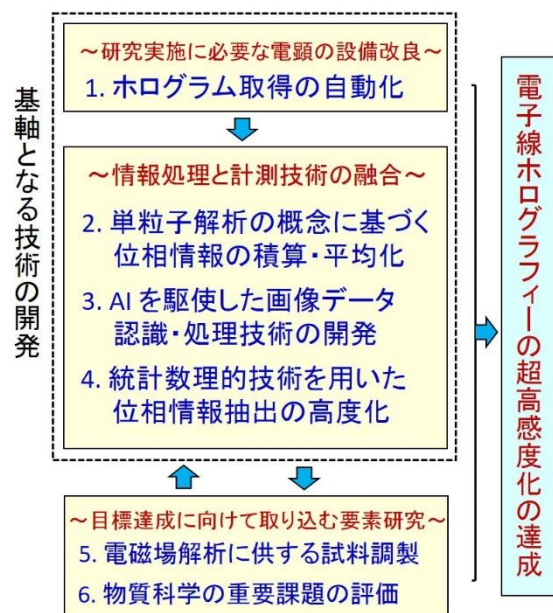 基軸となる技術の開発
～研究実施に必要な電顕の設備改良～
1. ホログラム取得の自動化
～情報処理と計測技術の融合～
2. 単粒子解析の概念に基づく
位相情報の積算・平均化
3. AI を駆使した画像データ
認識・処理技術の開発
4. 統計数理的技術を用いた
位相情報抽出の高度化
～目標達成に向けて取り込む要素研究～
5. 電磁場解析に供する試料調製
6. 物質科学の重要課題の評価
電子線ホログラフィーの超高感度化の達成